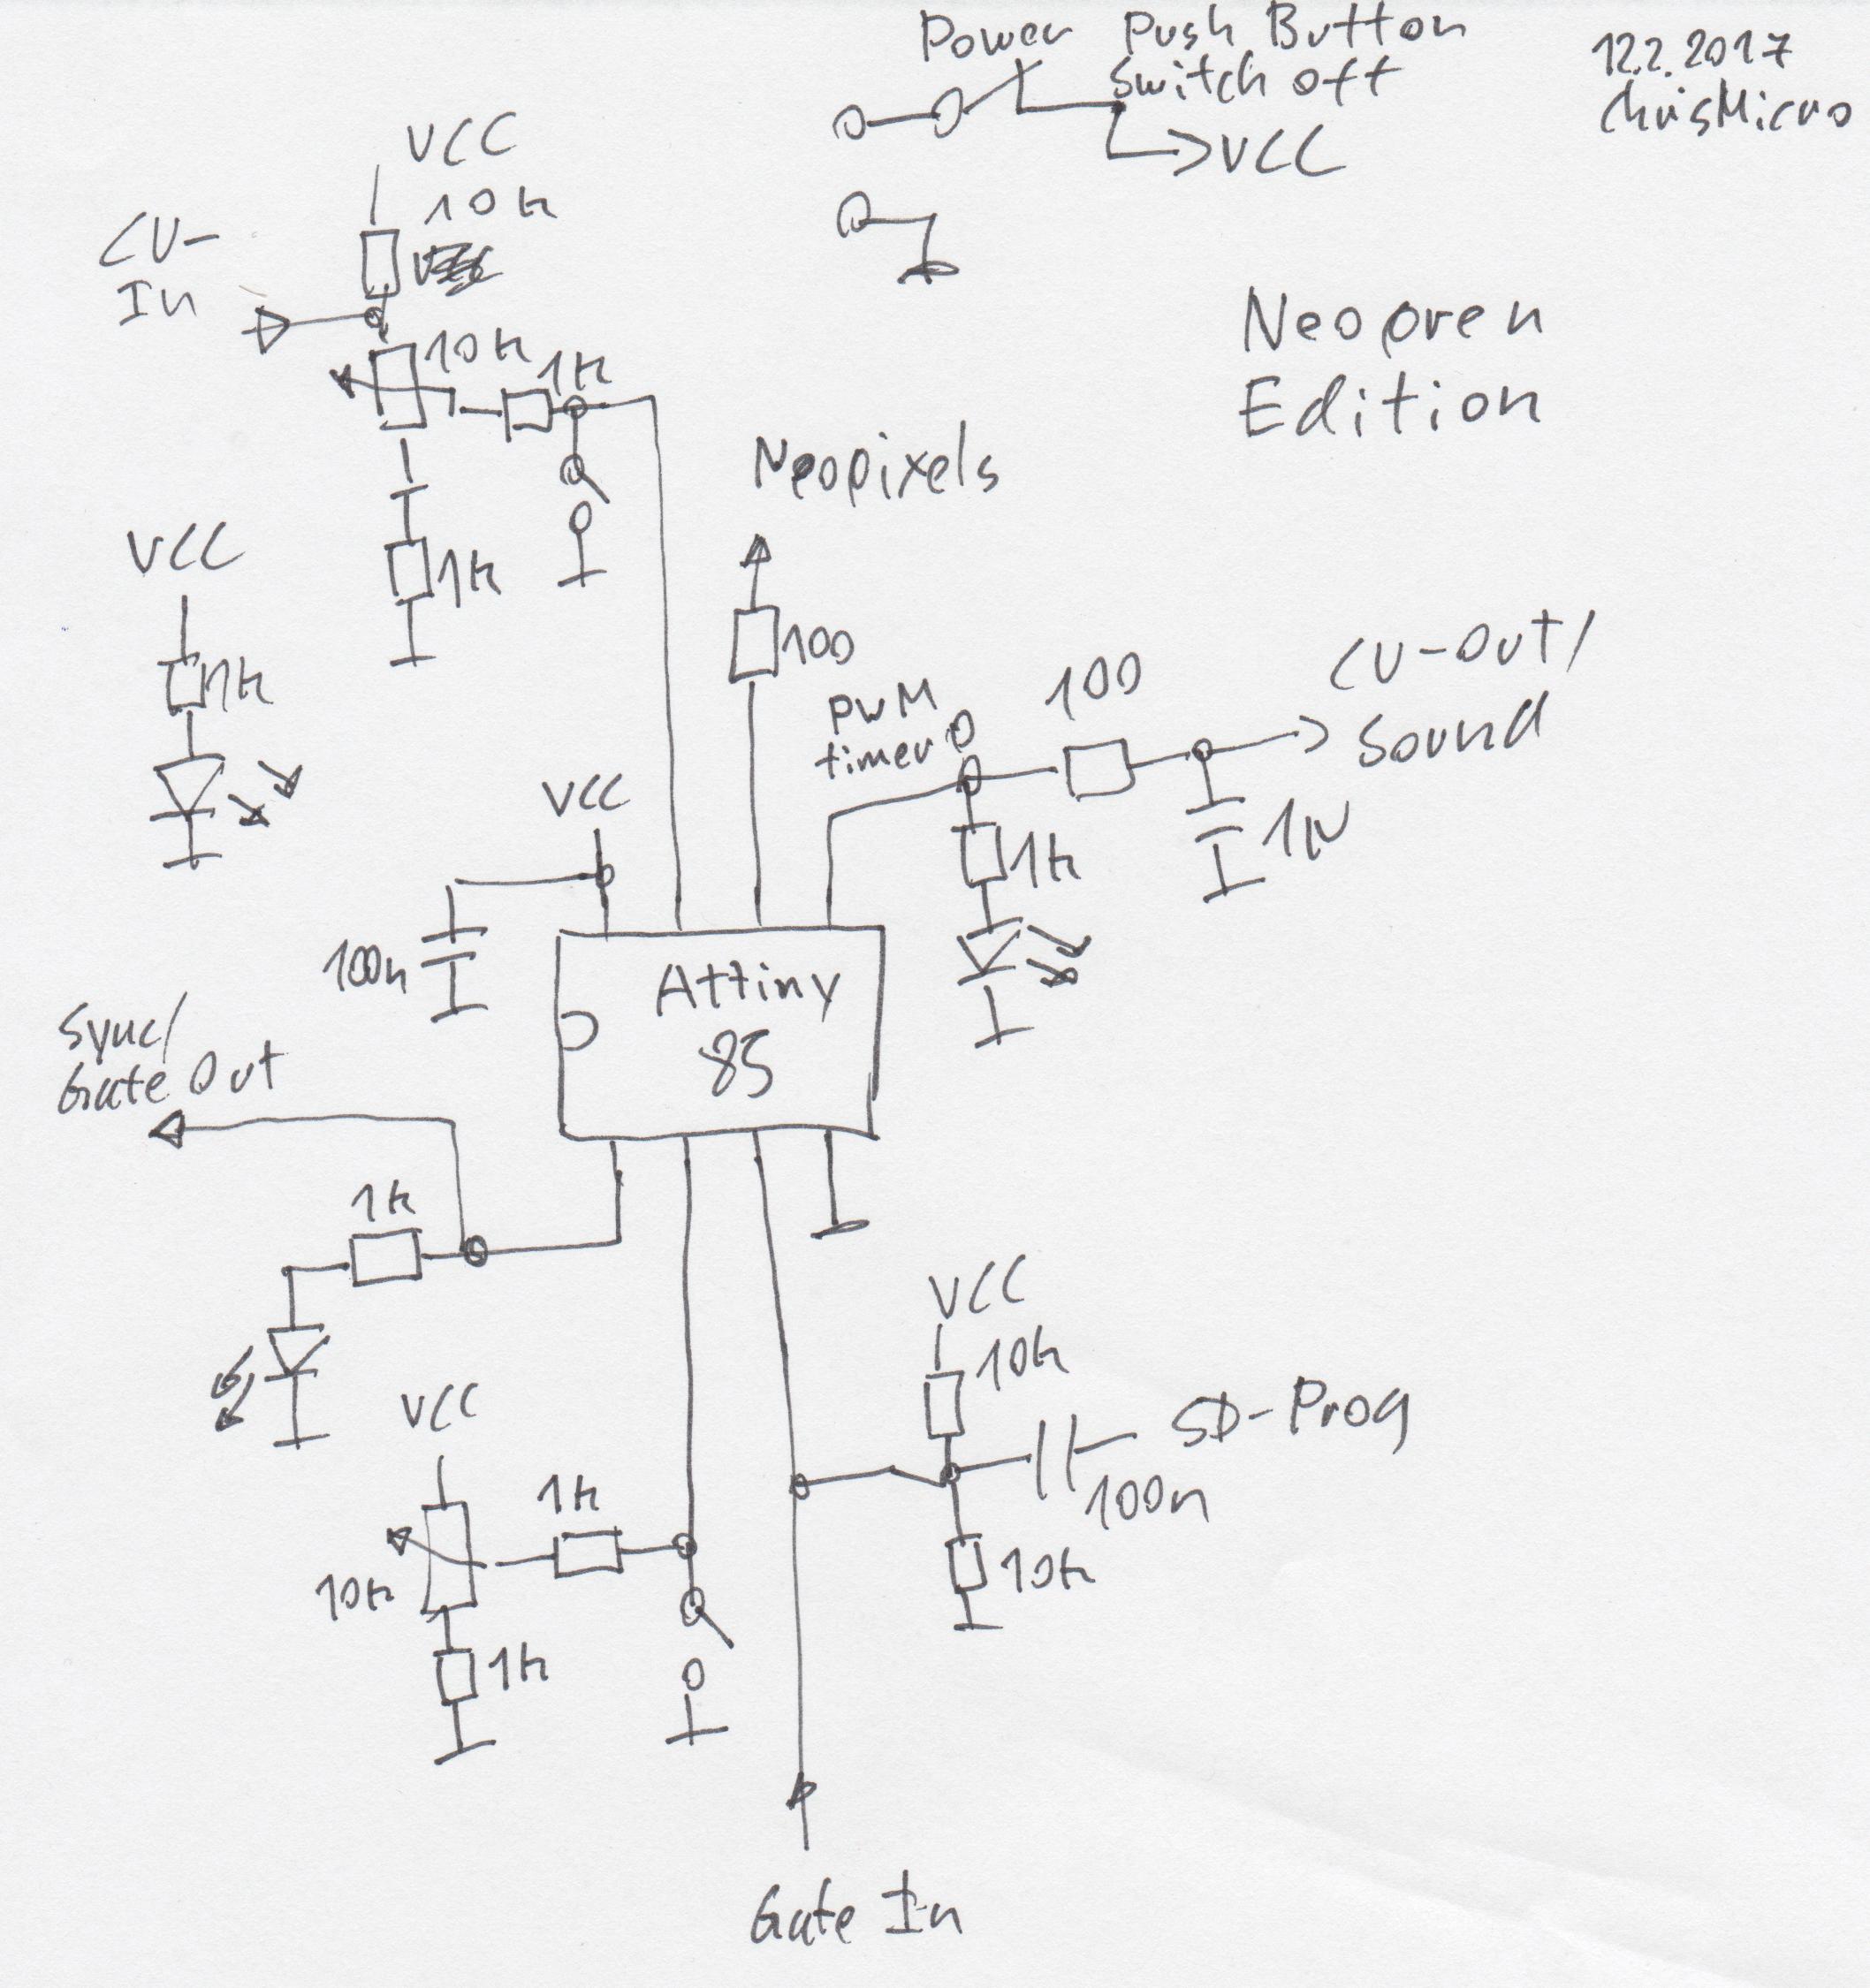 Power Push Button
Switch off
VCC
12.2.2017
ChrisMicro
VCC
10k
CV-
In
10k
1k
1k
Neopren
Edition
Neopixels
100
VCC
1k
PWM
timer
100
CV-Out/
Sound
1µ
1k
VCC
100n
Attiny
85
Sync/
Gate Out
1k
VCC
10k
SD-Prog
100n
10k
VCC
1k
10k
1k
Gate In